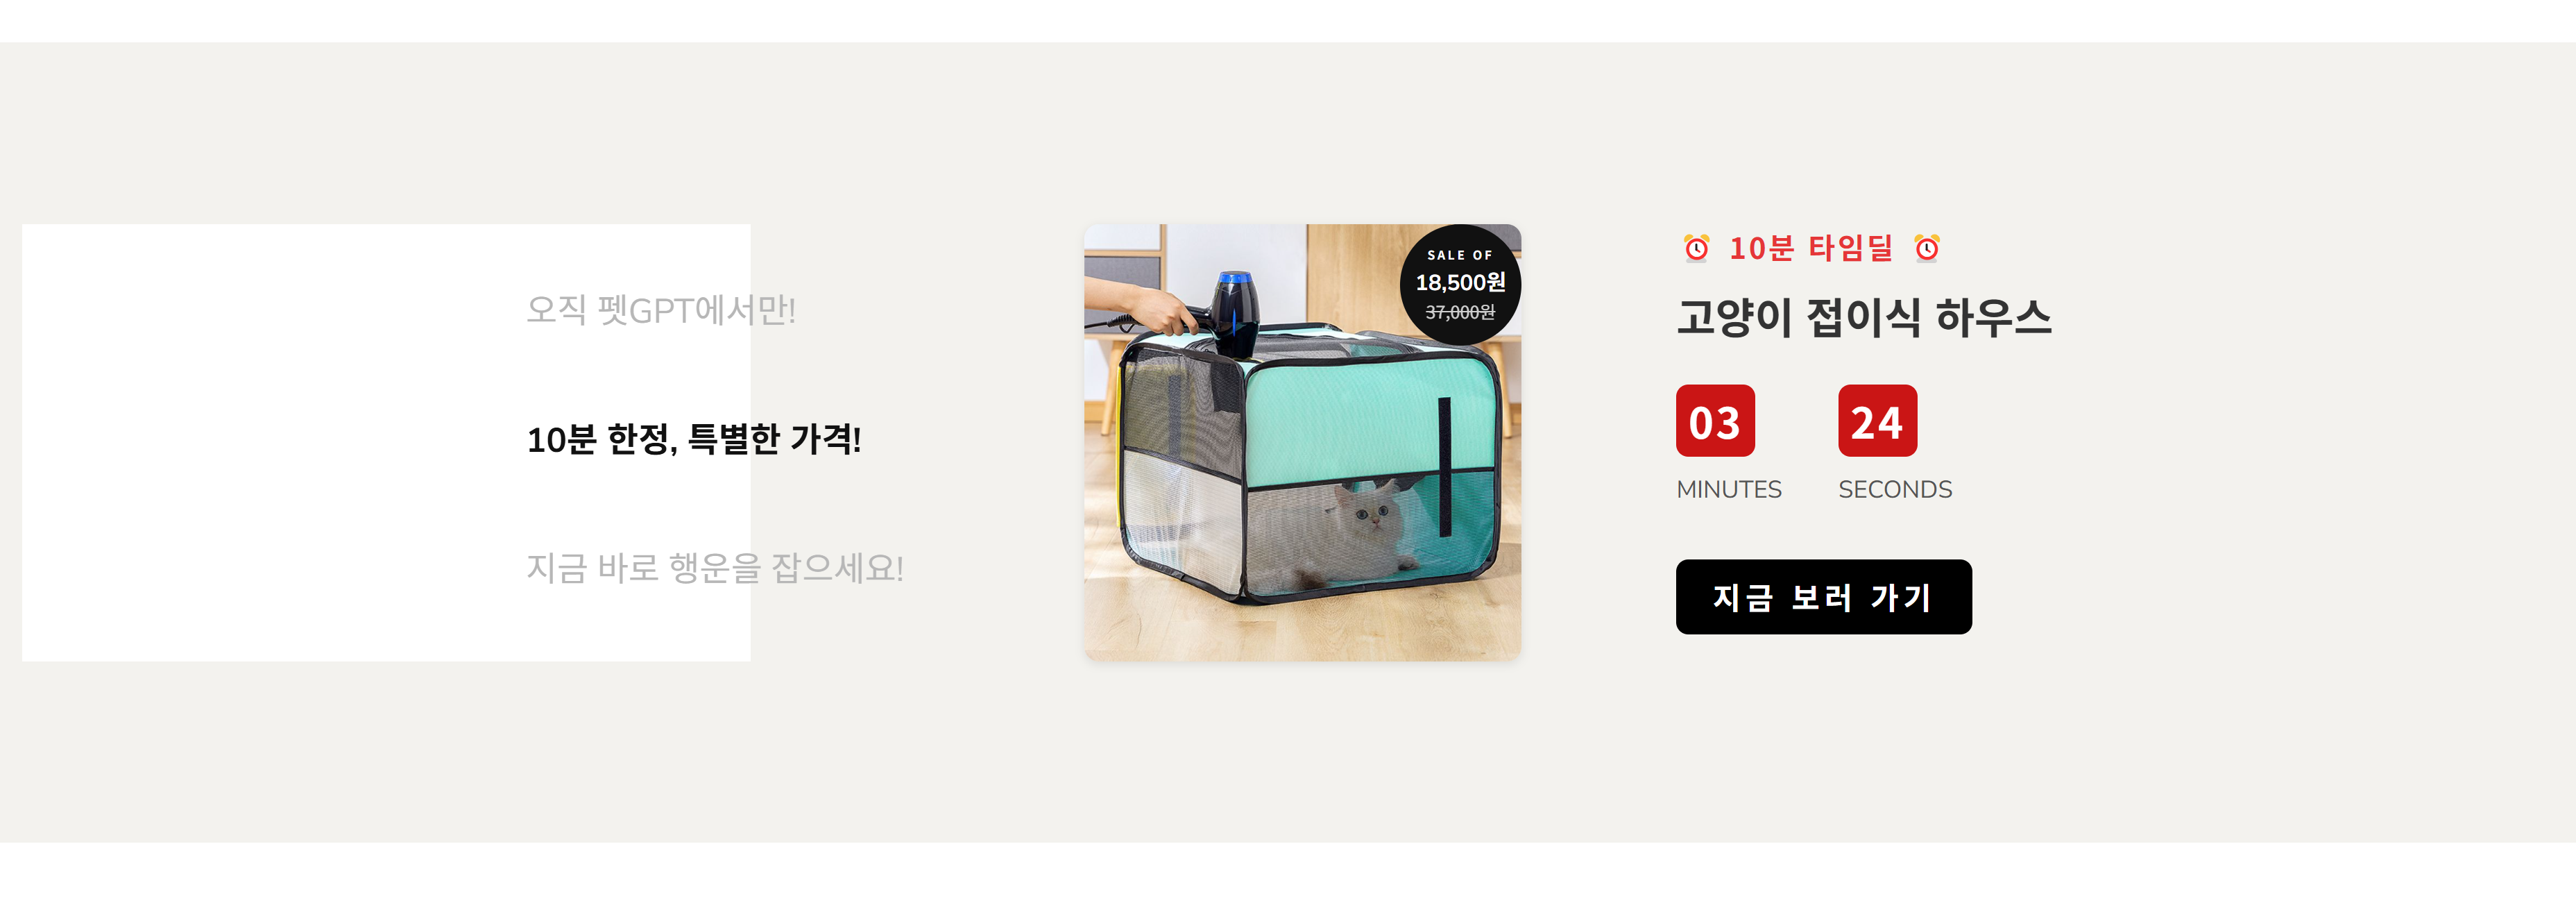 오직 펫GPT에서만!
10분 한정, 특별한 가격!
지금 바로 행운을 잡으세요!
SALE OF
18,500원
37,000원
⏰ 10분 타임딜 ⏰
고양이 접이식 하우스
03 24
MINUTES SECONDS
지금 보러 가기